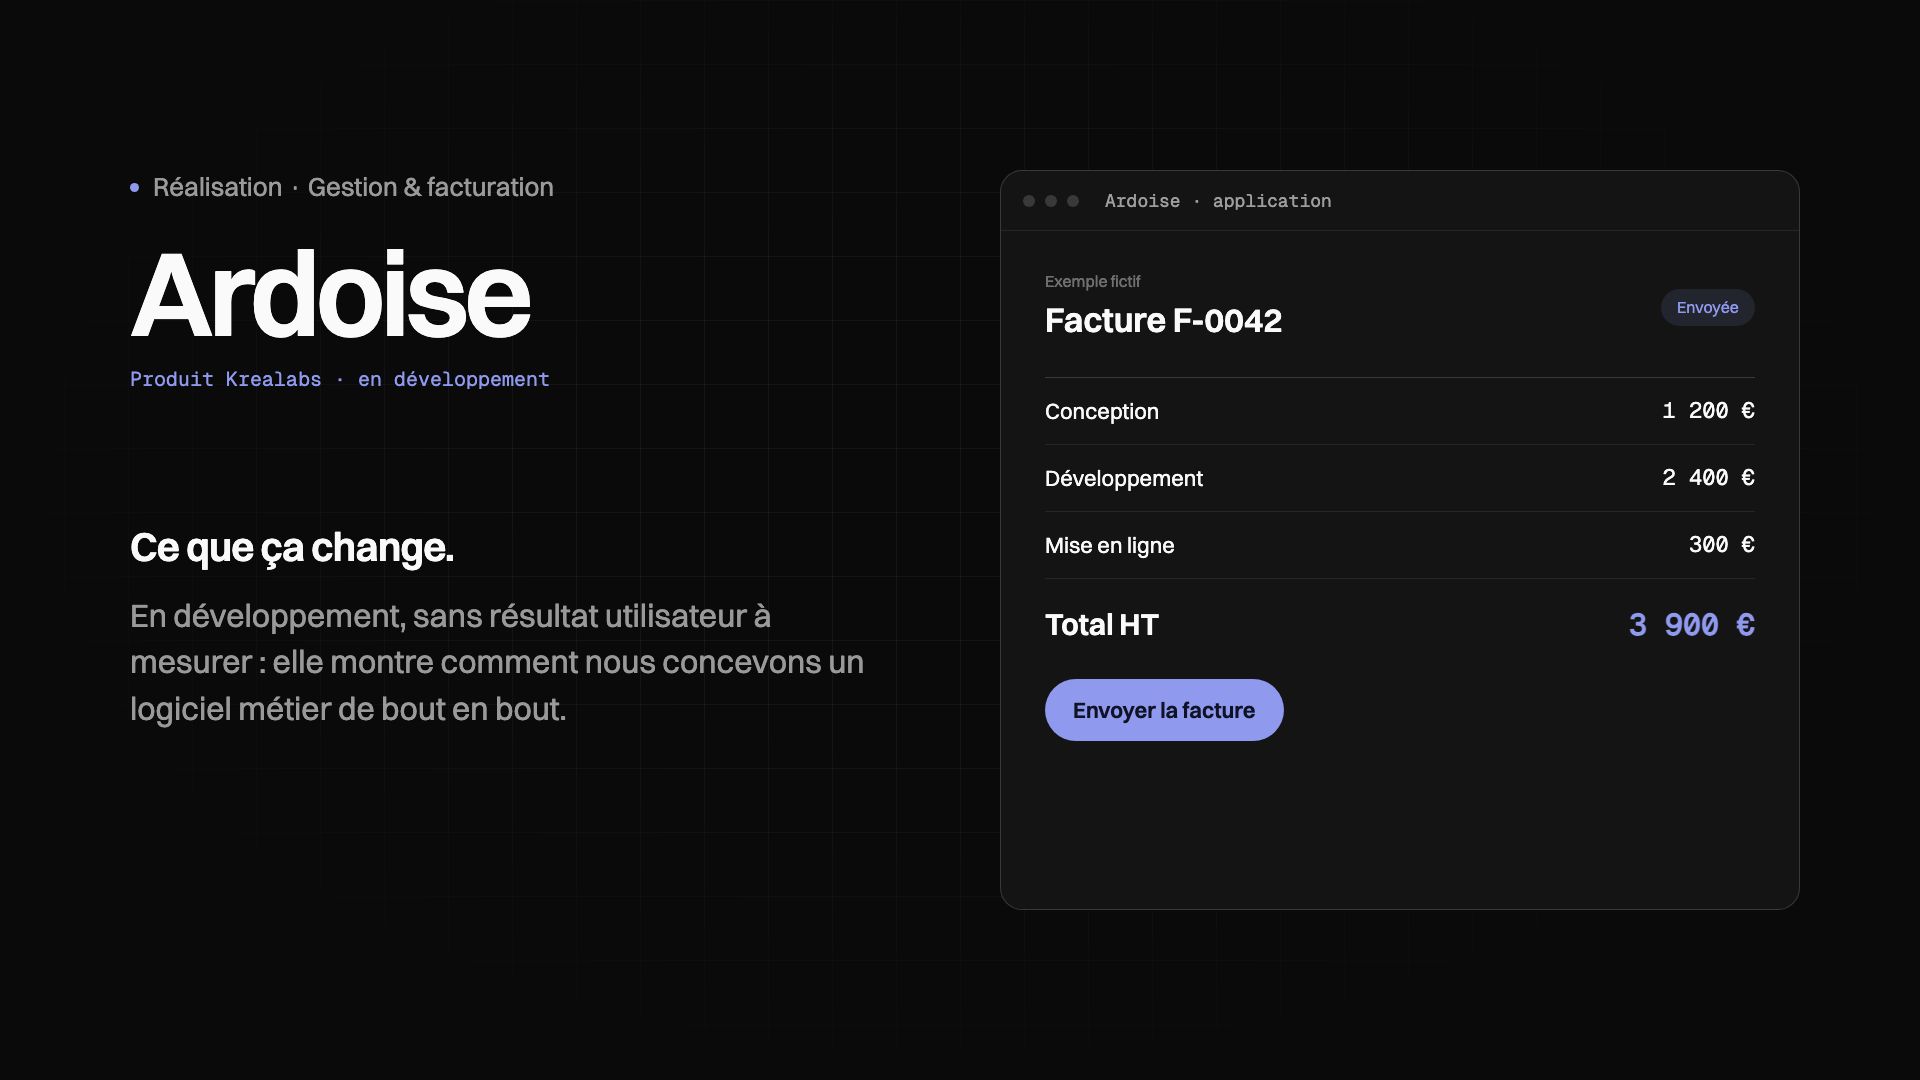 Réalisation · Gestion & facturation
Ardoise
Produit Krealabs · en développement
Ce que ça change.
En développement, sans résultat utilisateur à
mesurer : elle montre comment nous concevons un
logiciel métier de bout en bout.
Ardoise · application
Exemple fictif
Facture F-0042
Envoyée
Conception 1 200 €
Développement 2 400 €
Mise en ligne 300 €
Total HT 3 900 €
Envoyer la facture